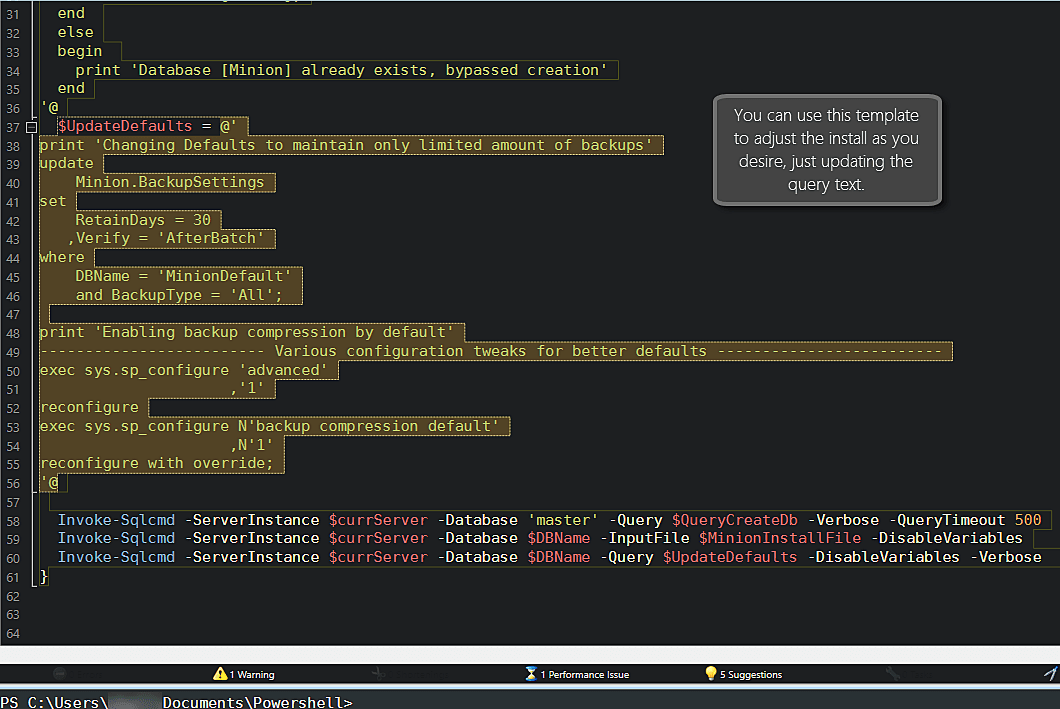 31 end
32 else
33 begin
34 print 'Database [Minion] already exists, bypassed creation'
35 end
36 '@
37 $UpdateDefaults = @'
38 print 'Changing Defaults to maintain only limited amount of backups'
39 update
40 Minion.BackupSettings
41 set
42 RetainDays = 30
43 ,Verify = 'AfterBatch'
44 where
45 DBName = 'MinionDefault'
46 and BackupType = 'All';
47
48 print 'Enabling backup compression by default'
49 ------------------------- Various configuration tweaks for better defaults -------------------------
50 exec sys.sp_configure 'advanced'
51 ,'1'
52 reconfigure
53 exec sys.sp_configure N'backup compression default'
54 ,N'1'
55 reconfigure with override;
56 '@
57
58 Invoke-Sqlcmd -ServerInstance $currServer -Database 'master' -Query $QueryCreateDb -Verbose -QueryTimeout 500
59 Invoke-Sqlcmd -ServerInstance $currServer -Database $DBName -InputFile $MinionInstallFile -DisableVariables
60 Invoke-Sqlcmd -ServerInstance $currServer -Database $DBName -Query $UpdateDefaults -DisableVariables -Verbose
61 }
62
63
64
You can use this template
to adjust the install as you
desire, just updating the
query text.
1 Warning
1 Performance Issue
5 Suggestions
PS C:\Users\ Documents\Powershell>